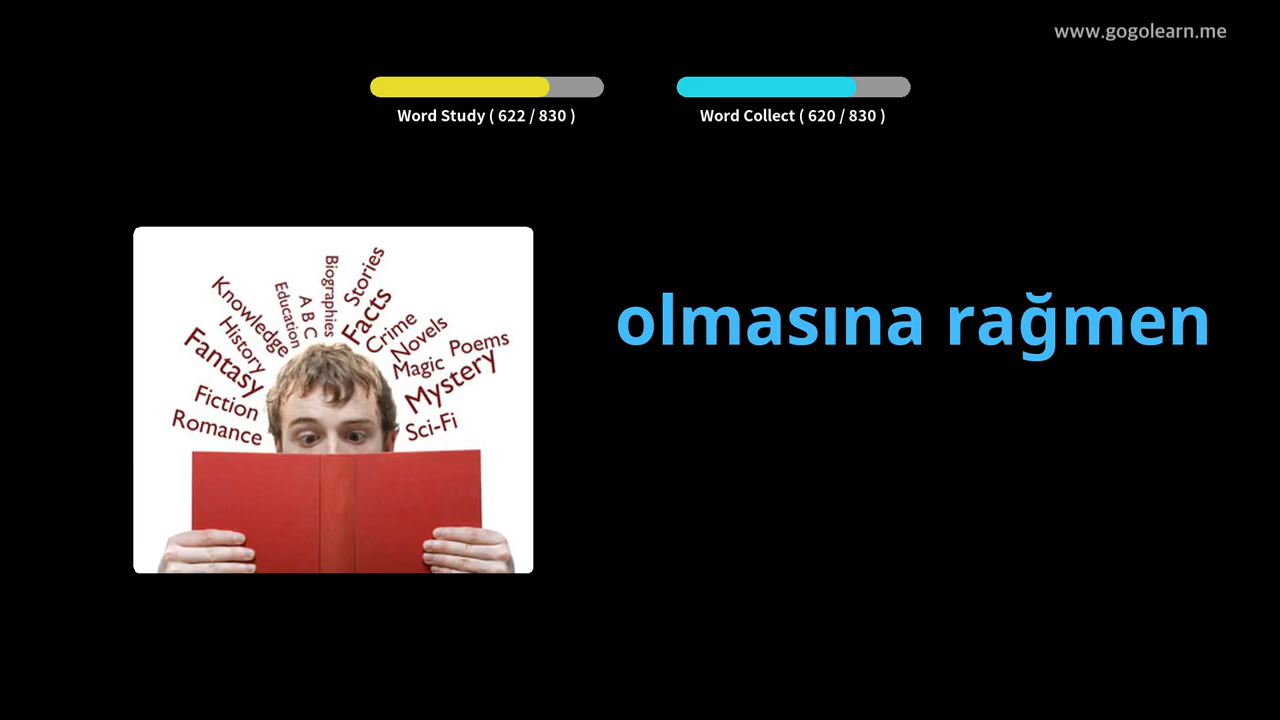 www.gogolearn.me
Word Study ( 622 / 830 )
Word Collect ( 620 / 830 )
olmasına rağmen
Biographies
Stories
Education
A B C
Facts
Knowledge
Crime
History
Novels
Fantasy
Magic
Poems
Mystery
Fiction
Romance
Sci-Fi